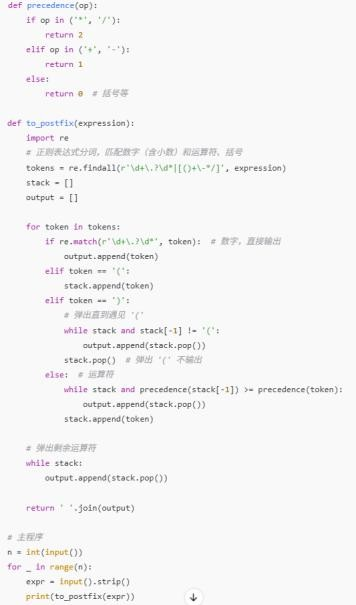 def precedence(op):
    if op in ('*', '/'):
        return 2
    elif op in ('+', '-'):
        return 1
    else:
        return 0  # 括号等

def to_postfix(expression):
    import re
    # 正则表达式分词，匹配数字（含小数）和运算符、括号
    tokens = re.findall(r'\d+\.?\d*|[()+\-*/]', expression)
    stack = []
    output = []

    for token in tokens:
        if re.match(r'\d+\.?\d*', token):  # 数字，直接输出
            output.append(token)
        elif token == '(':
            stack.append(token)
        elif token == ')':
            # 弹出直到遇见 '('
            while stack and stack[-1] != '(':
                output.append(stack.pop())
            stack.pop()  # 弹出 '(' 不输出
        else:  # 运算符
            while stack and precedence(stack[-1]) >= precedence(token):
                output.append(stack.pop())
            stack.append(token)

    # 弹出剩余运算符
    while stack:
        output.append(stack.pop())

    return ' '.join(output)

# 主程序
n = int(input())
for _ in range(n):
    expr = input().strip()
    print(to_postfix(expr))